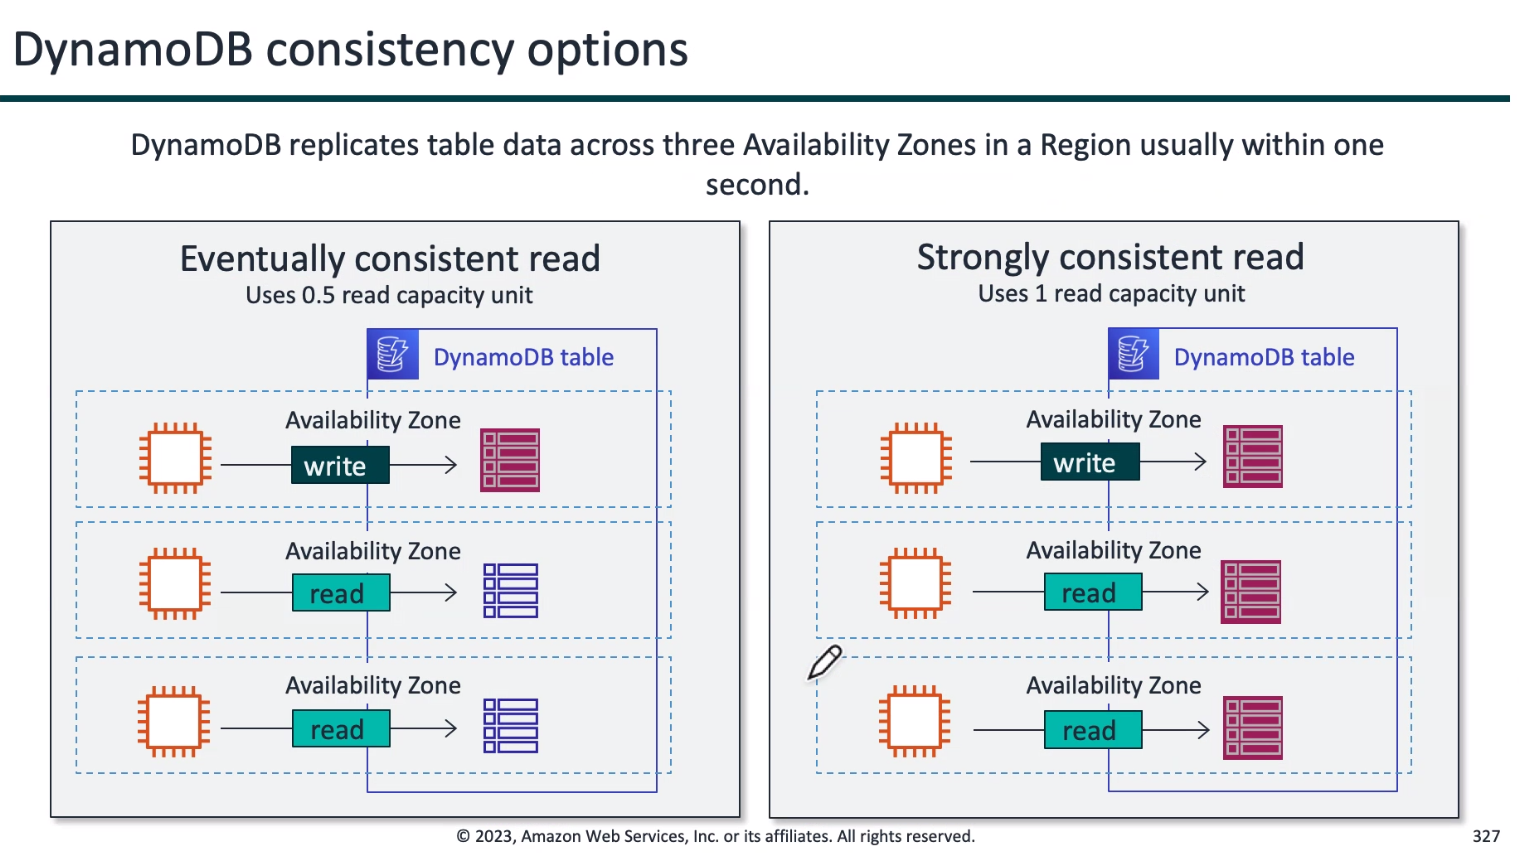 DynamoDB consistency options
DynamoDB replicates table data across three Availability Zones in a Region usually within one
second.
Eventually consistent read
Uses 0.5 read capacity unit
DynamoDB table
Availability Zone
write
Availability Zone
read
Availability Zone
read
Strongly consistent read
Uses 1 read capacity unit
DynamoDB table
Availability Zone
write
Availability Zone
read
Availability Zone
read
© 2023, Amazon Web Services, Inc. or its affiliates. All rights reserved.
327